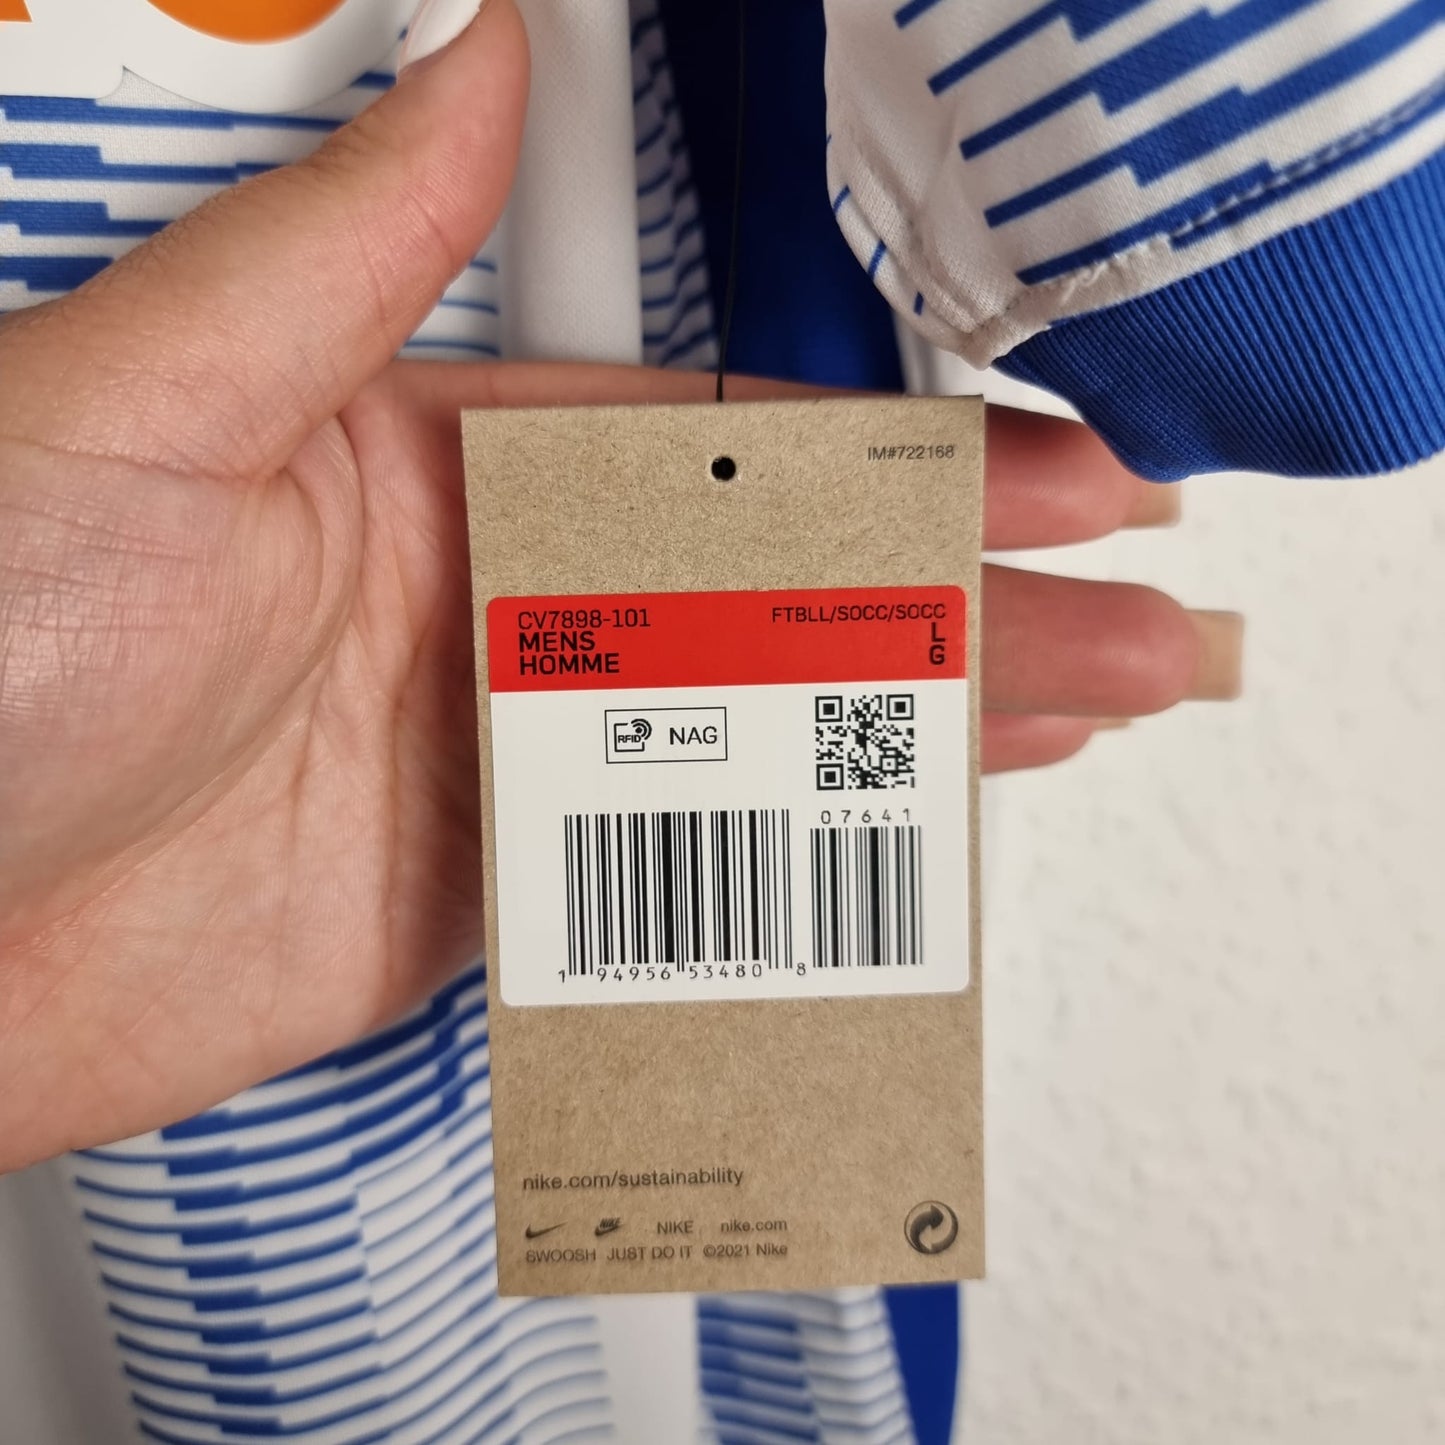 IM#722168
CV7898-101 FTBLL/SOCC/SOCC
MENS L
HOMME G
RFID NAG
07641
1 94956 53480 8
nike.com/sustainability
NIKE NIKE nike.com
SWOOSH JUST DO IT ©2021 Nike